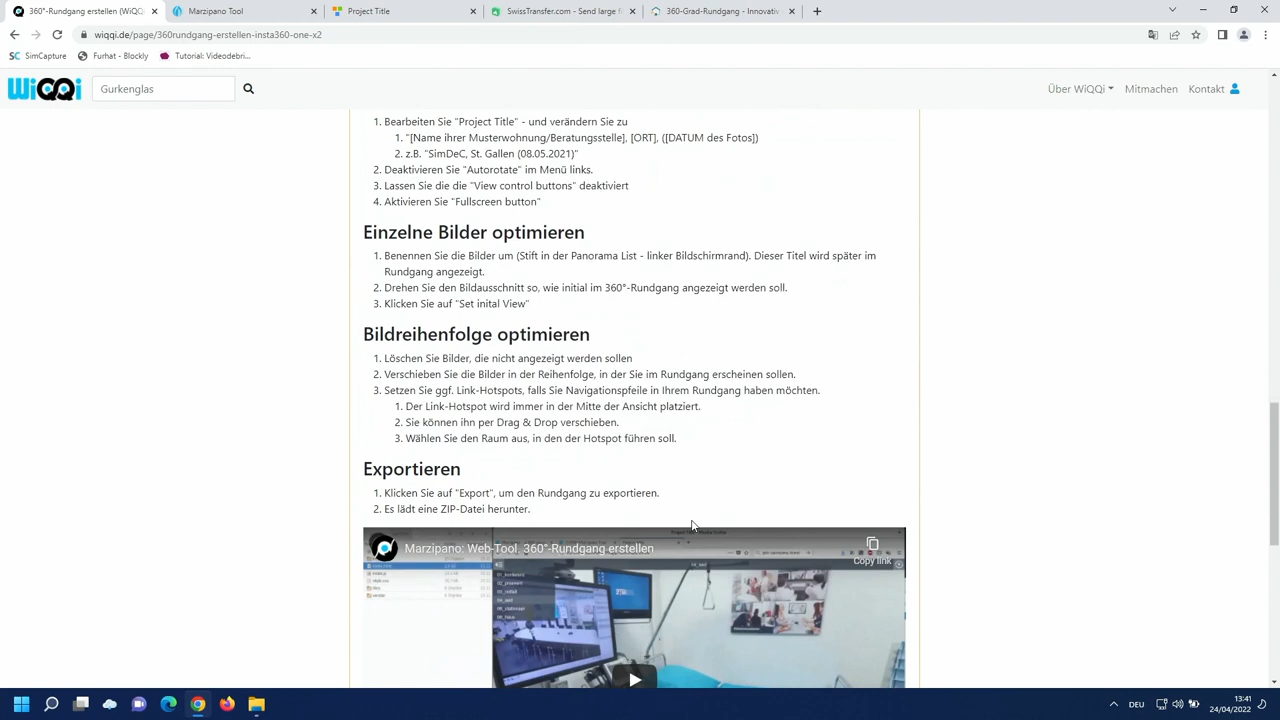 360°-Rundgang erstellen (WiQQi
Marzipano Tool
Project Title
SwissTransfer.com - Send large fi
360-Grad-Rundgang - Innovativ
wiqqi.de/page/360rundgang-erstellen-insta360-one-x2
SC SimCapture
Furhat - Blockly
Tutorial: Videodebri...
WiQQi
Gurkenglas
Über WiQQi
Mitmachen
Kontakt
1. Bearbeiten Sie "Project Title" - und verändern Sie zu
1. "[Name ihrer Musterwohnung/Beratungsstelle], [ORT], ([DATUM des Fotos])
2. z.B. "SimDeC, St. Gallen (08.05.2021)"
2. Deaktivieren Sie "Autorotate" im Menü links.
3. Lassen Sie die die "View control buttons" deaktiviert
4. Aktivieren Sie "Fullscreen button"
Einzelne Bilder optimieren
1. Benennen Sie die Bilder um (Stift in der Panorama List - linker Bildschirmrand). Dieser Titel wird später im
Rundgang angezeigt.
2. Drehen Sie den Bildausschnitt so, wie initial im 360°-Rundgang angezeigt werden soll.
3. Klicken Sie auf "Set inital View"
Bildreihenfolge optimieren
1. Löschen Sie Bilder, die nicht angezeigt werden sollen
2. Verschieben Sie die Bilder in der Reihenfolge, in der Sie im Rundgang erscheinen sollen.
3. Setzen Sie ggf. Link-Hotspots, falls Sie Navigationspfeile in Ihrem Rundgang haben möchten.
1. Der Link-Hotspot wird immer in der Mitte der Ansicht platziert.
2. Sie können ihn per Drag & Drop verschieben.
3. Wählen Sie den Raum aus, in den der Hotspot führen soll.
Exportieren
1. Klicken Sie auf "Export", um den Rundgang zu exportieren.
2. Es lädt eine ZIP-Datei herunter.
Marzipano: Web-Tool. 360°-Rundgang erstellen
Copy link
DEU
13:41
24/04/2022